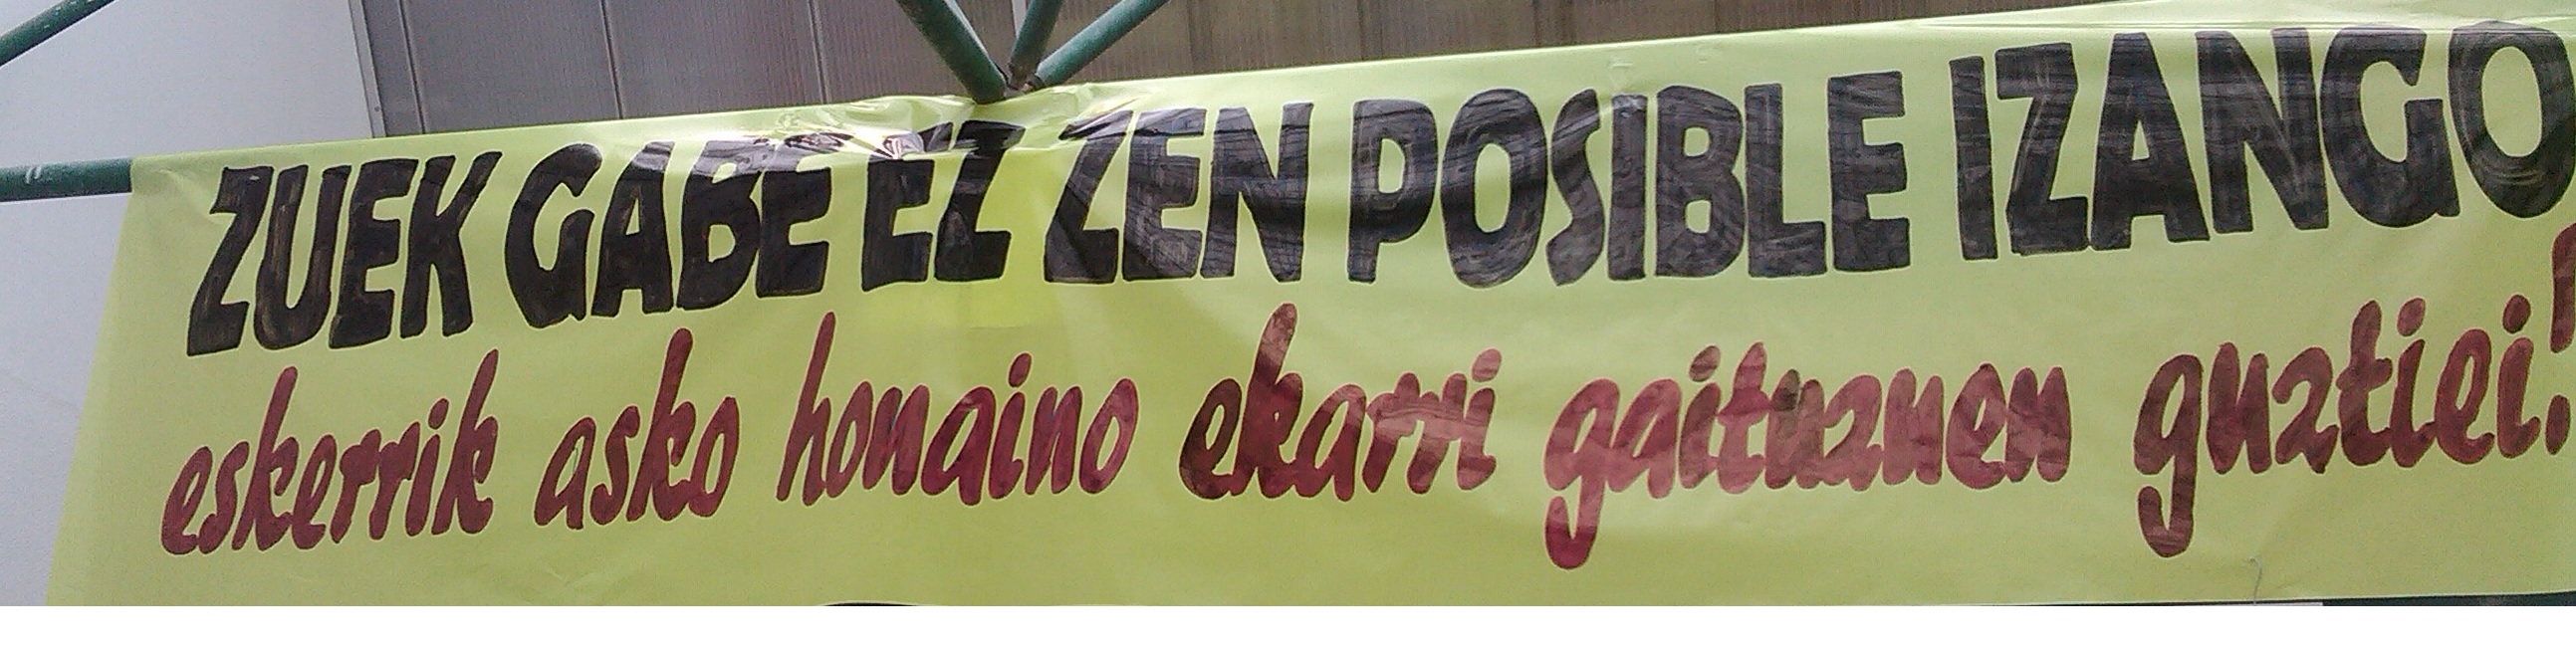 ZUEK GABE EZ ZEN POSIBLE IZANGO
eskerrik asko honaino ekarri gaituzuen guztiei!